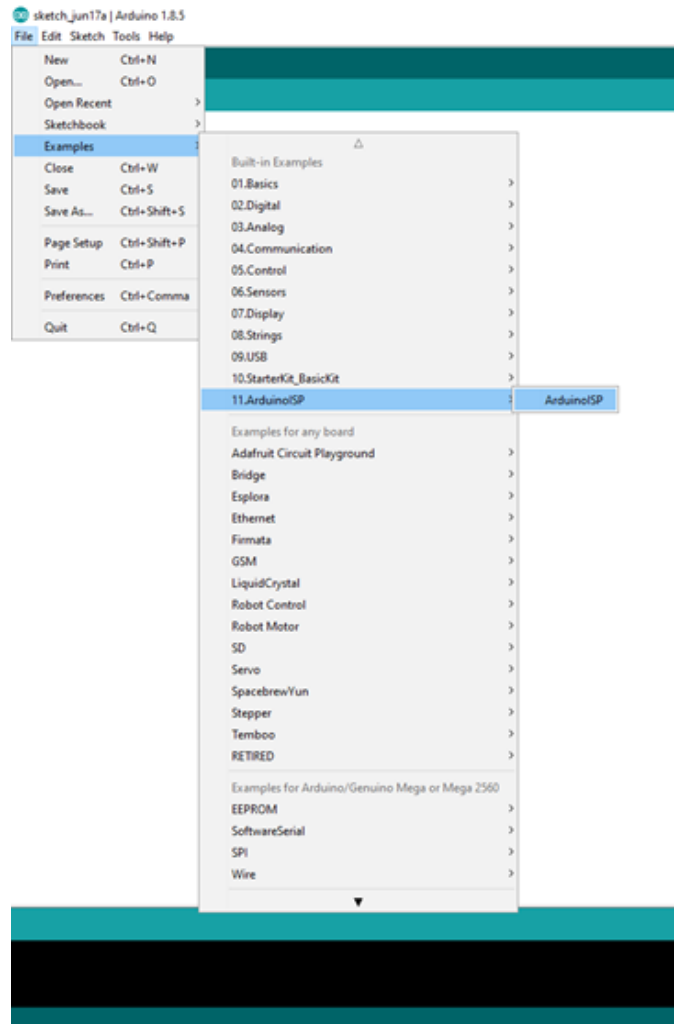 sketch_jun17a | Arduino 1.8.5
File Edit Sketch Tools Help
New Ctrl+N
Open... Ctrl+O
Open Recent
Sketchbook
Examples
Close Ctrl+W
Save Ctrl+S
Save As... Ctrl+Shift+S
Page Setup Ctrl+Shift+P
Print Ctrl+P
Preferences Ctrl+Comma
Quit Ctrl+Q
Built-in Examples
01.Basics
02.Digital
03.Analog
04.Communication
05.Control
06.Sensors
07.Display
08.Strings
09.USB
10.StarterKit_BasicKit
11.ArduinoISP
ArduinoISP
Examples for any board
Adafruit Circuit Playground
Bridge
Esplora
Ethernet
Firmata
GSM
LiquidCrystal
Robot Control
Robot Motor
SD
Servo
SpacebrewYun
Stepper
Temboo
RETIRED
Examples for Arduino/Genuino Mega or Mega 2560
EEPROM
SoftwareSerial
SPI
Wire